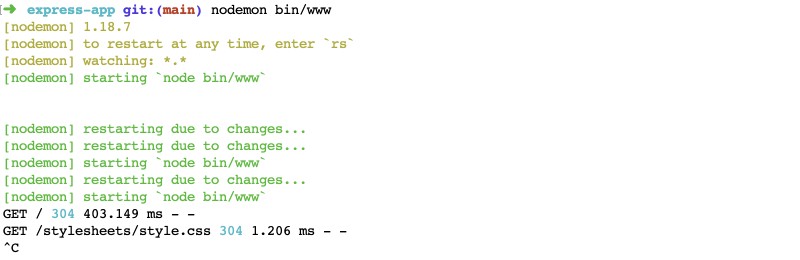 [➜ express-app git:(main) nodemon bin/www
[nodemon] 1.18.7
[nodemon] to restart at any time, enter `rs`
[nodemon] watching: *.*
[nodemon] starting `node bin/www`
[nodemon] restarting due to changes...
[nodemon] restarting due to changes...
[nodemon] starting `node bin/www`
[nodemon] restarting due to changes...
[nodemon] starting `node bin/www`
GET / 304 403.149 ms - -
GET /stylesheets/style.css 304 1.206 ms - -
^C